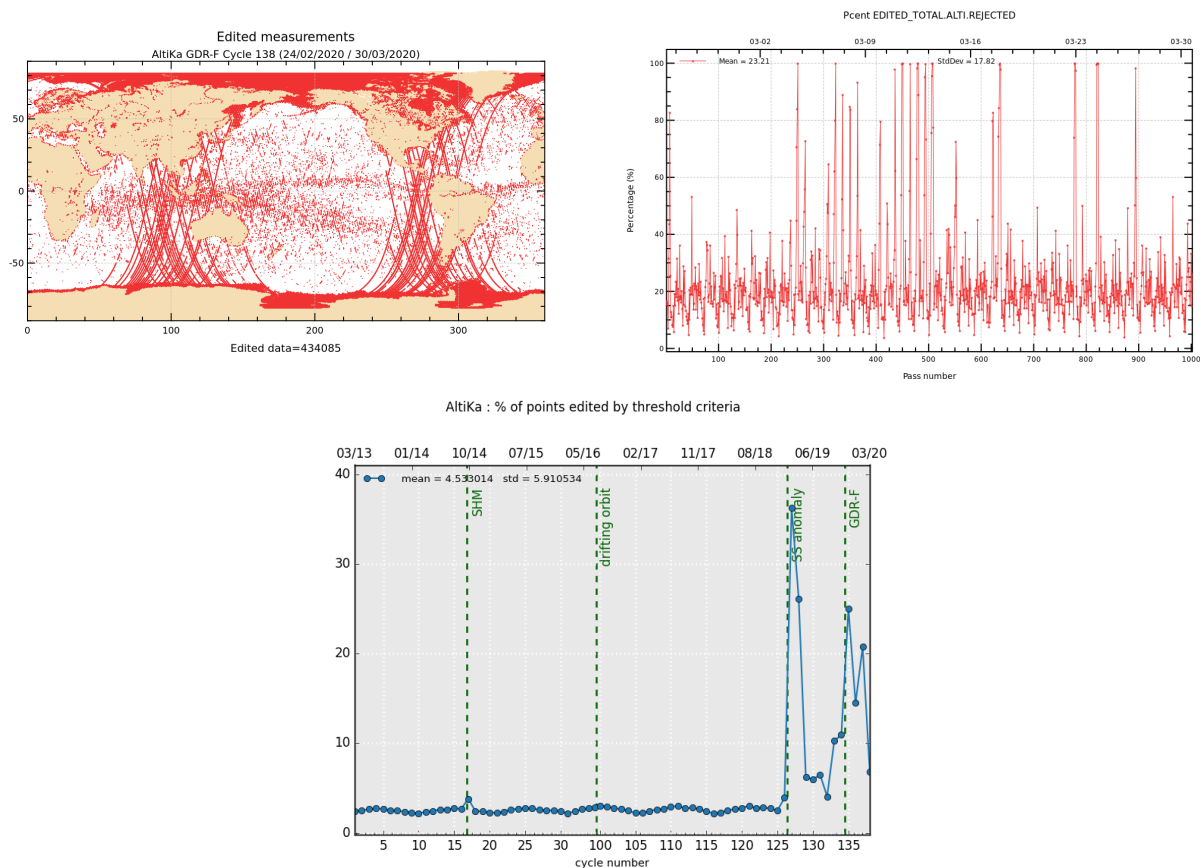 Edited measurements
AltiKa GDR-F Cycle 138 (24/02/2020 / 30/03/2020)
50
0
-50
0 100 200 300
Edited data=434085
Pcent EDITED_TOTAL.ALTI.REJECTED
03-02 03-09 03-16 03-23 03-30
Mean = 23.21 StdDev = 17.82
100
80
60
40
20
0
Percentage (%)
100 200 300 400 500 600 700 800 900 1000
Pass number
AltiKa : % of points edited by threshold criteria
03/13 01/14 10/14 07/15 05/16 02/17 11/17 08/18 06/19 03/20
mean = 4.533014 std = 5.910534
SHM
drifting orbit
SS anomaly
GDR-F
40
30
20
10
0
5 10 15 20 25 30 100 105 110 115 120 125 130 135
cycle number